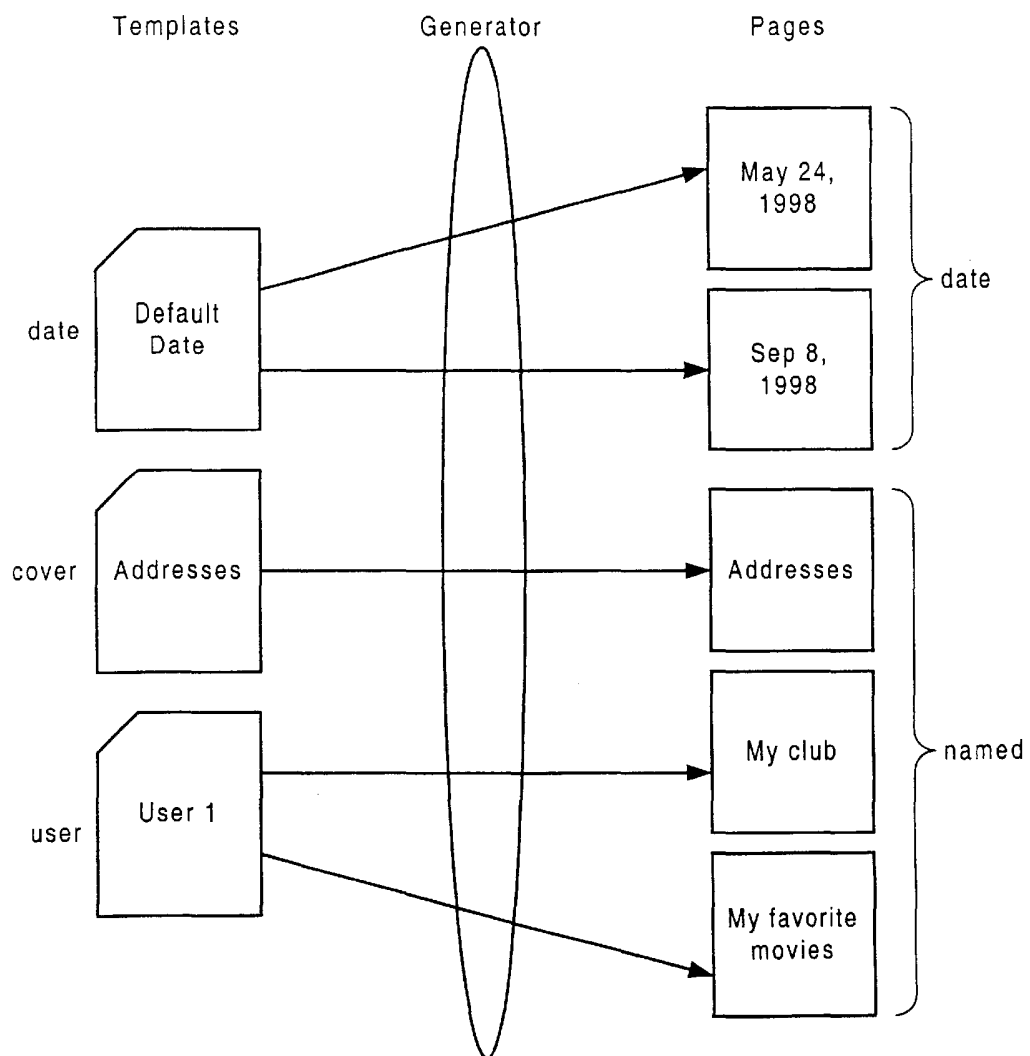 Templates
Generator
Pages
date
Default
Date
May 24,
1998
Sep 8,
1998
date
cover
Addresses
Addresses
user
User 1
My club
My favorite
movies
named